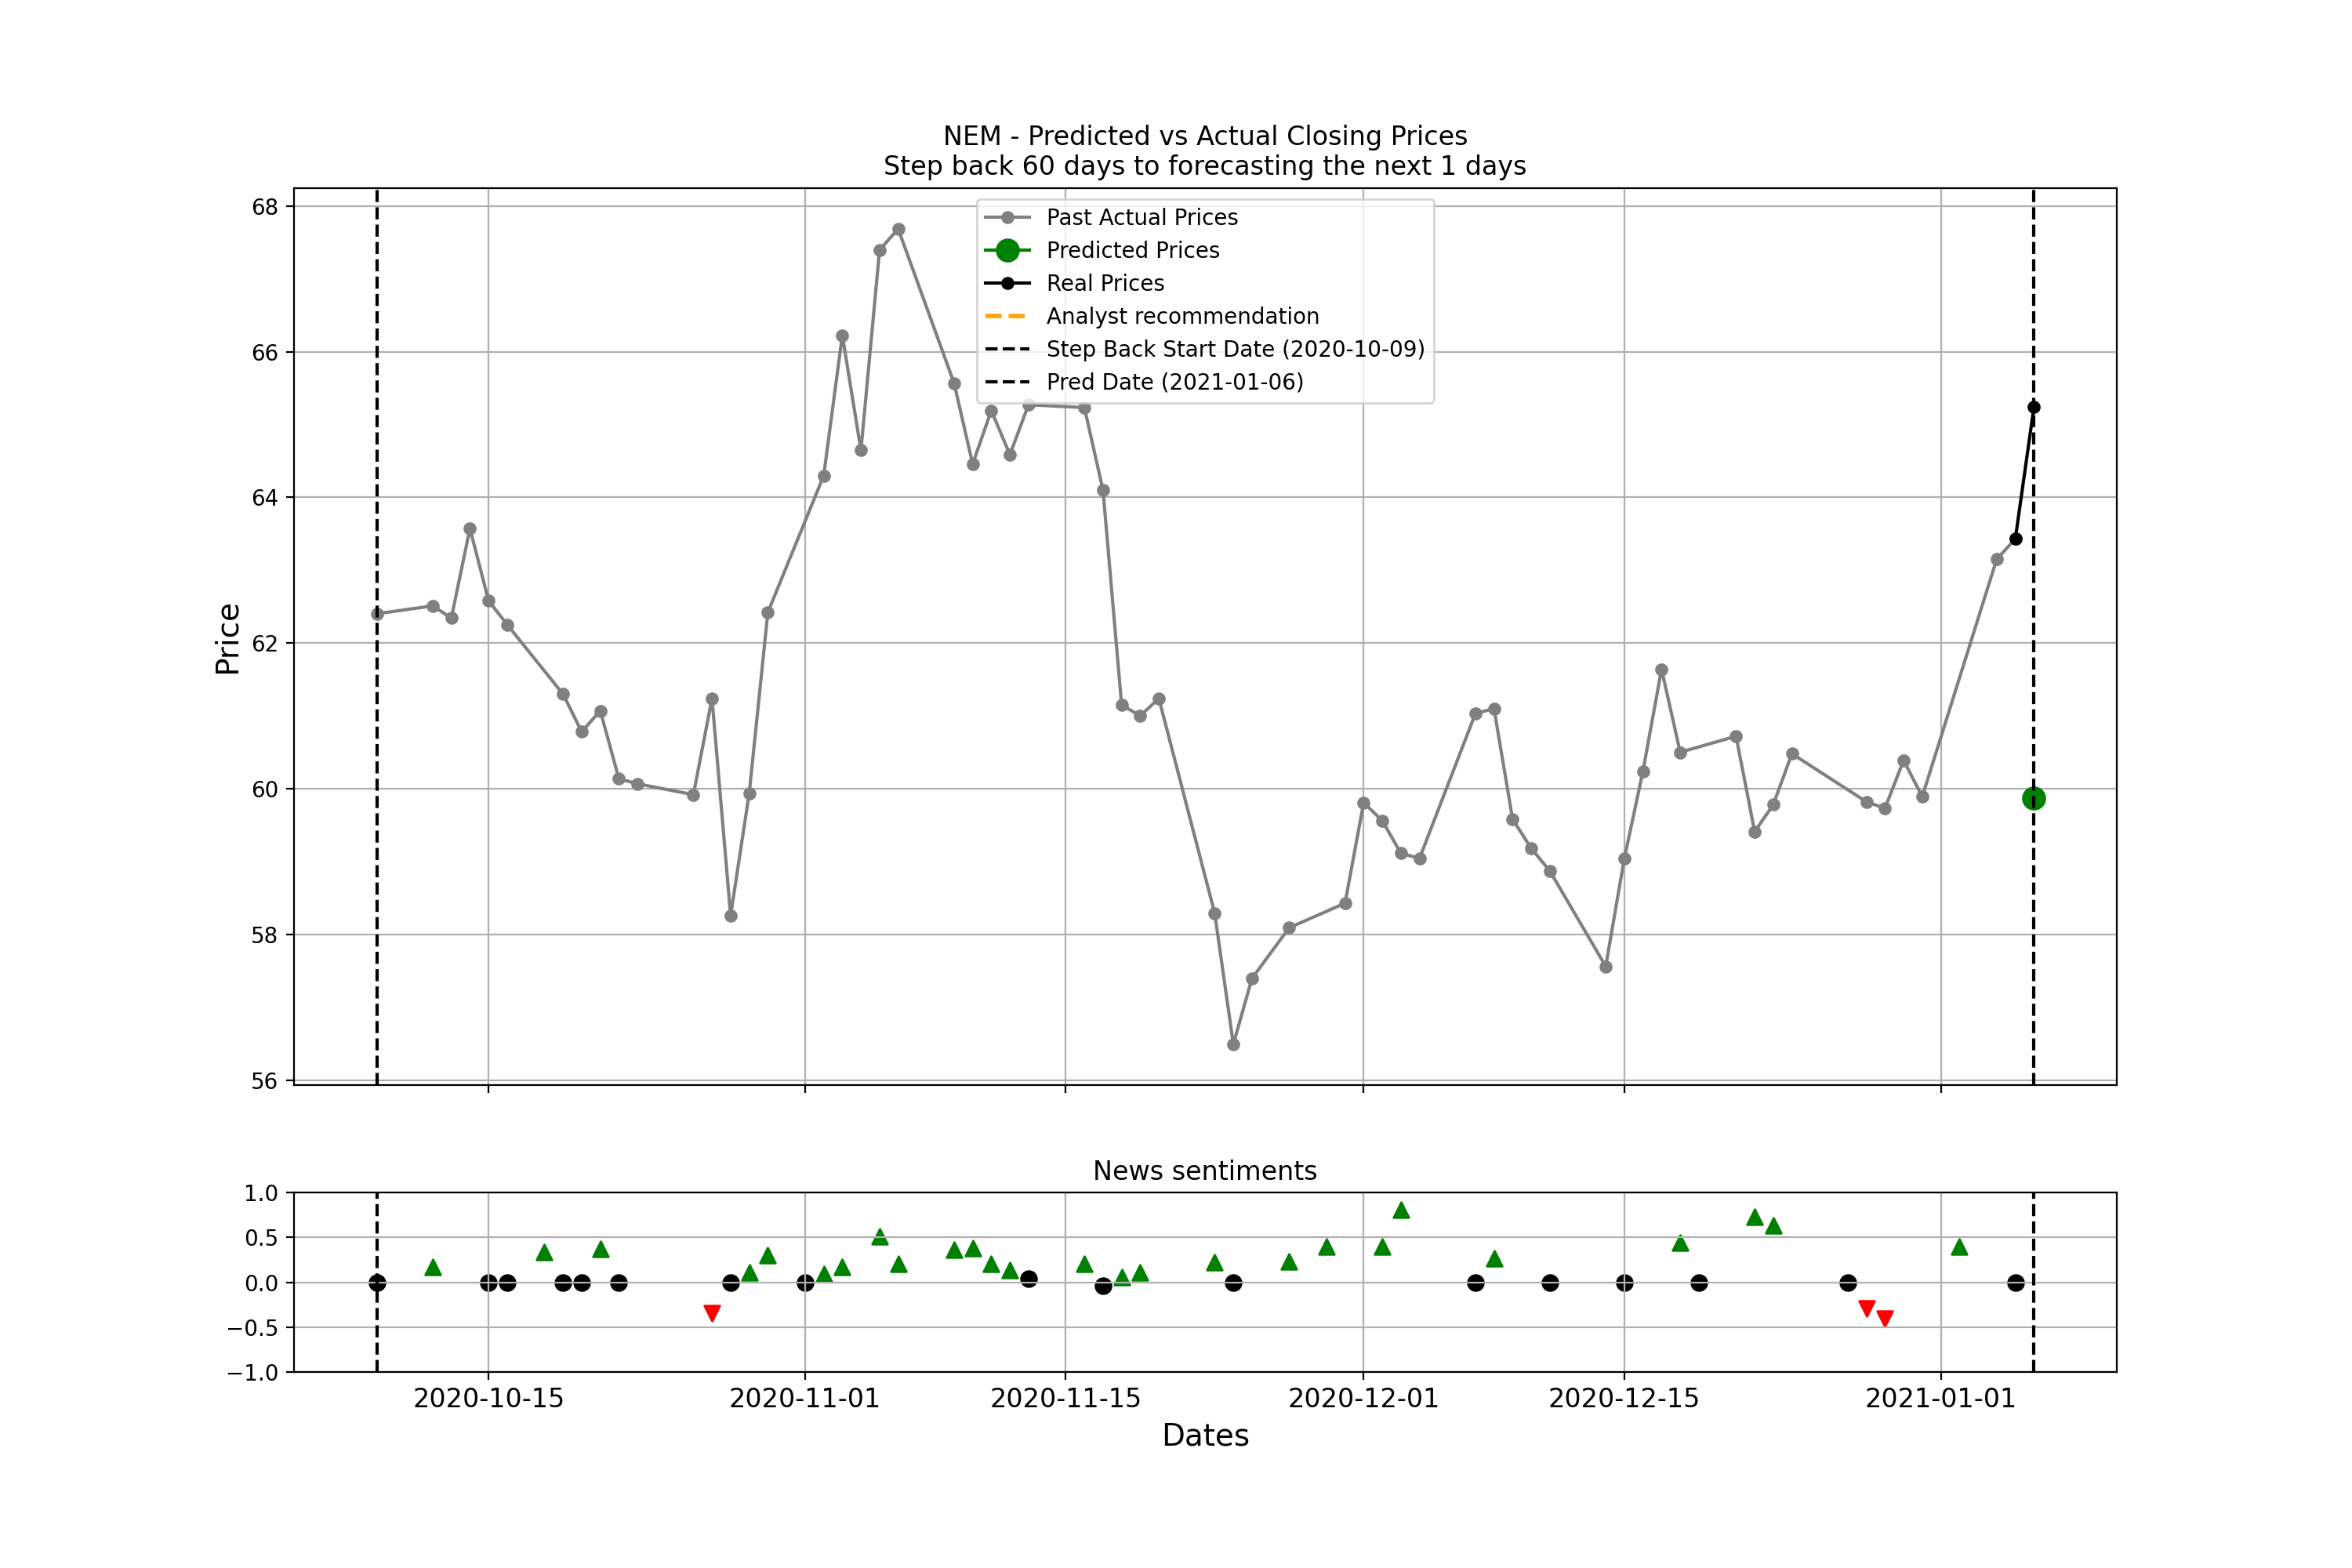 NEM - Predicted vs Actual Closing Prices
Step back 60 days to forecasting the next 1 days
Past Actual Prices
Predicted Prices
Real Prices
Analyst recommendation
Step Back Start Date (2020-10-09)
Pred Date (2021-01-06)
Price
68
66
64
62
60
58
56
News sentiments
1.0
0.5
0.0
−0.5
−1.0
2020-10-15
2020-11-01
2020-11-15
2020-12-01
2020-12-15
2021-01-01
Dates